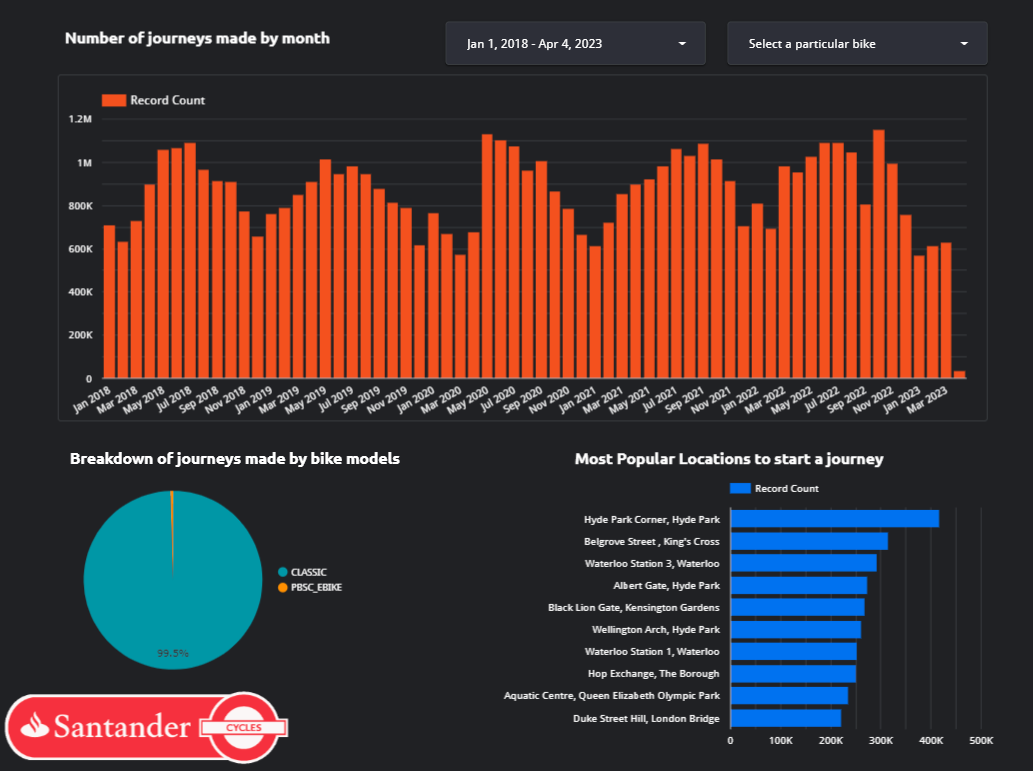 Number of journeys made by month
Jan 1, 2018 - Apr 4, 2023
Select a particular bike
Record Count
1.2M
1M
800K
600K
400K
200K
0
Jan 2018
Mar 2018
May 2018
Jul 2018
Sep 2018
Nov 2018
Jan 2019
Mar 2019
May 2019
Jul 2019
Sep 2019
Nov 2019
Jan 2020
Mar 2020
May 2020
Jul 2020
Sep 2020
Nov 2020
Jan 2021
Mar 2021
May 2021
Jul 2021
Sep 2021
Nov 2021
Jan 2022
Mar 2022
May 2022
Jul 2022
Sep 2022
Nov 2022
Jan 2023
Mar 2023
Breakdown of journeys made by bike models
CLASSIC
PBSC_EBIKE
99.5%
Most Popular Locations to start a journey
Record Count
Hyde Park Corner, Hyde Park
Belgrove Street , King's Cross
Waterloo Station 3, Waterloo
Albert Gate, Hyde Park
Black Lion Gate, Kensington Gardens
Wellington Arch, Hyde Park
Waterloo Station 1, Waterloo
Hop Exchange, The Borough
Aquatic Centre, Queen Elizabeth Olympic Park
Duke Street Hill, London Bridge
0 100K 200K 300K 400K 500K
Santander
CYCLES